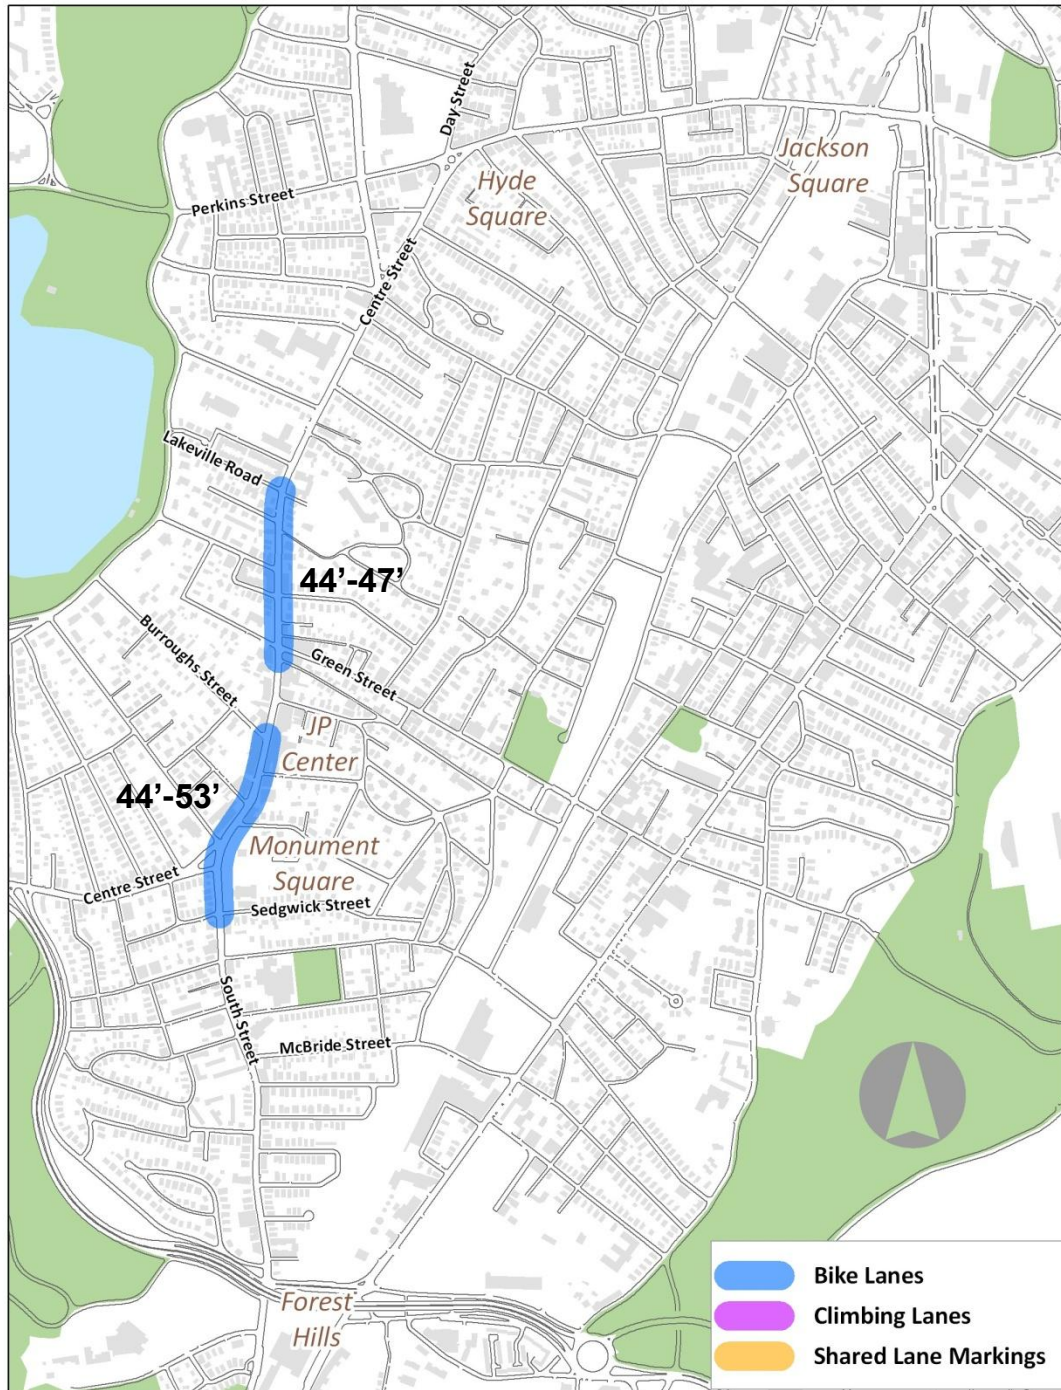 Day Street
Jackson
Square
Hyde
Square
Perkins Street
Centre Street
Lakeville Road
44’-47’
Burroughs Street
Green Street
JP
Center
44’-53’
Monument
Square
Centre Street
Sedgwick Street
South Street
McBride Street
Forest
Hills
Bike Lanes
Climbing Lanes
Shared Lane Markings